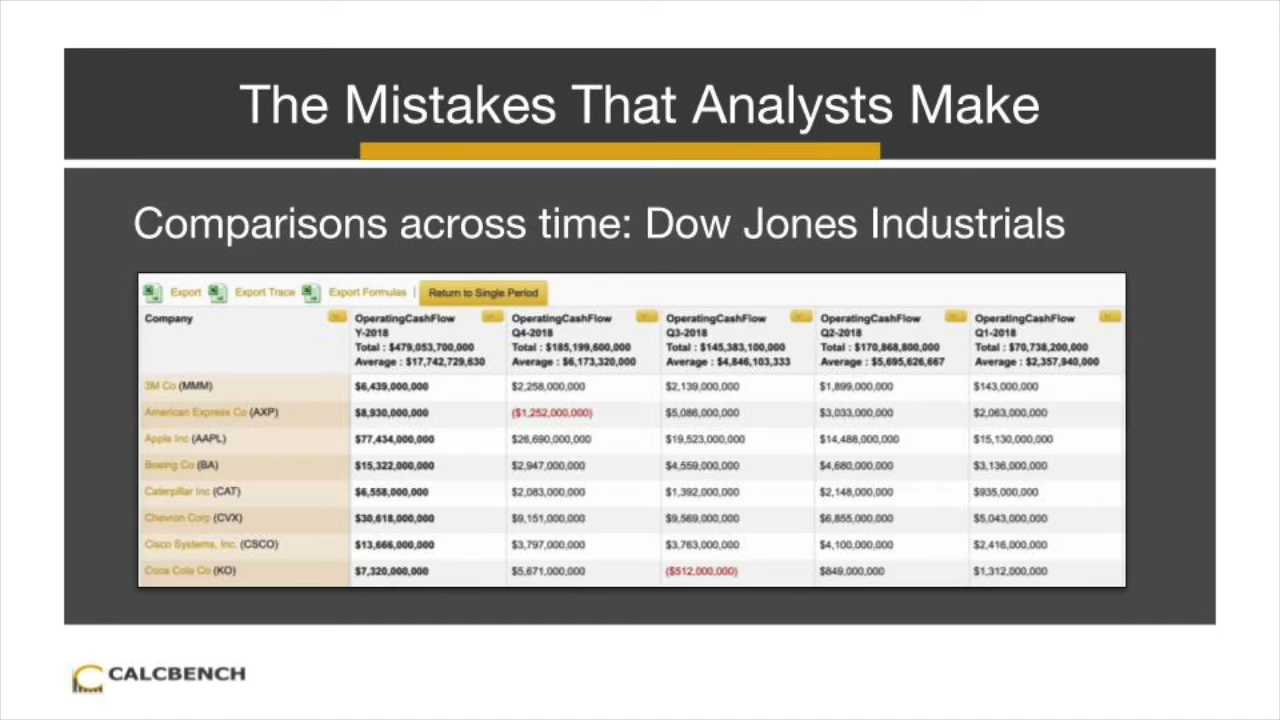 The Mistakes That Analysts Make
Comparisons across time: Dow Jones Industrials
Export Export Trace Export Formulas | Return to Single Period
Company OperatingCashFlow OperatingCashFlow OperatingCashFlow OperatingCashFlow OperatingCashFlow
Y-2018 Q4-2018 Q3-2018 Q2-2018 Q1-2018
Total : $479,053,700,000 Total : $185,199,600,000 Total : $145,383,100,000 Total : $170,868,800,000 Total : $70,738,200,000
Average : $17,742,729,630 Average : $6,173,320,000 Average : $4,846,103,333 Average : $5,695,626,667 Average : $2,357,940,000
3M Co (MMM) $6,439,000,000 $2,258,000,000 $2,139,000,000 $1,899,000,000 $143,000,000
American Express Co (AXP) $8,930,000,000 ($1,252,000,000) $5,086,000,000 $3,033,000,000 $2,063,000,000
Apple Inc (AAPL) $77,434,000,000 $26,690,000,000 $19,523,000,000 $14,488,000,000 $15,130,000,000
Boeing Co (BA) $15,322,000,000 $2,947,000,000 $4,559,000,000 $4,680,000,000 $3,136,000,000
Caterpillar Inc (CAT) $6,558,000,000 $2,083,000,000 $1,392,000,000 $2,148,000,000 $935,000,000
Chevron Corp (CVX) $30,618,000,000 $9,151,000,000 $9,569,000,000 $6,855,000,000 $5,043,000,000
Cisco Systems, Inc. (CSCO) $13,666,000,000 $3,797,000,000 $3,763,000,000 $4,100,000,000 $2,416,000,000
Coca Cola Co (KO) $7,320,000,000 $5,671,000,000 ($512,000,000) $849,000,000 $1,312,000,000
CALCBENCH